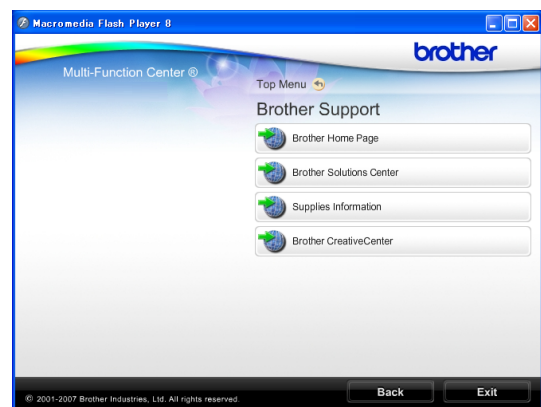 Macromedia Flash Player 8
brother
Multi-Function Center ®
Top Menu
Brother Support
Brother Home Page
Brother Solutions Center
Supplies Information
Brother CreativeCenter
© 2001-2007 Brother Industries, Ltd. All rights reserved.
Back
Exit